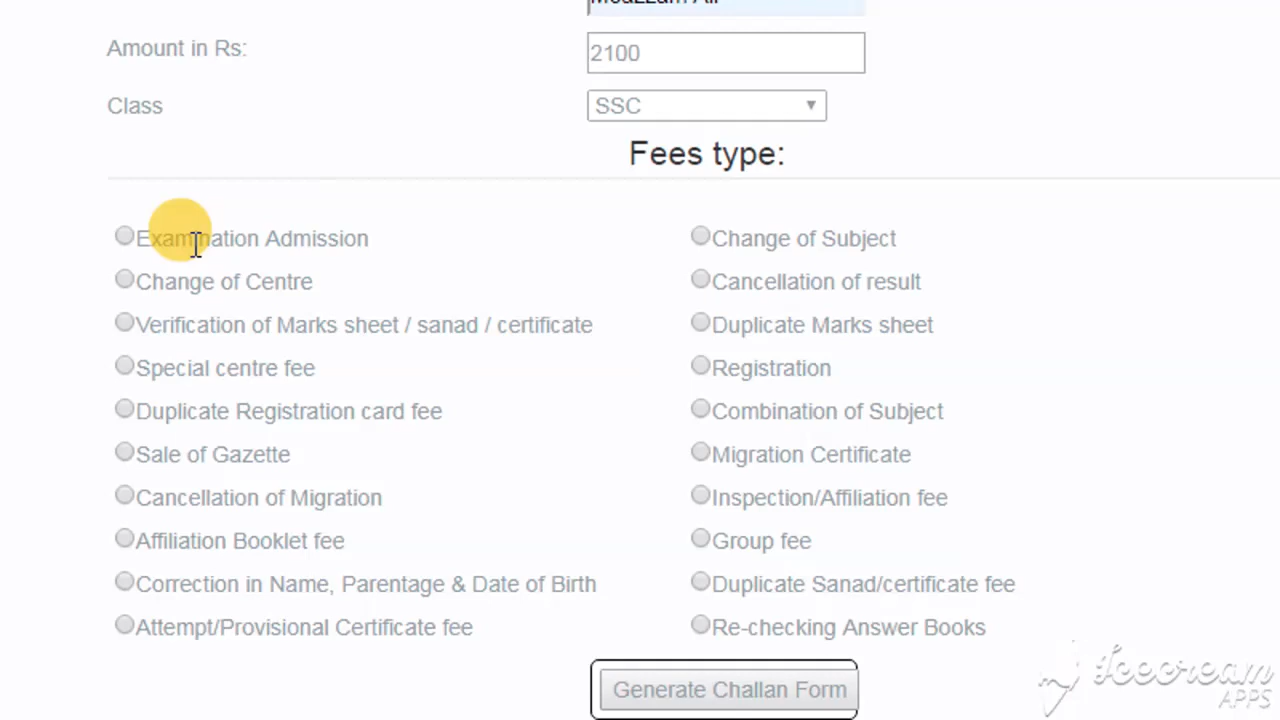 Moazzam Ali
Amount in Rs:
2100
Class
SSC
Fees type:
Examination Admission
Change of Subject
Change of Centre
Cancellation of result
Verification of Marks sheet / sanad / certificate
Duplicate Marks sheet
Special centre fee
Registration
Duplicate Registration card fee
Combination of Subject
Sale of Gazette
Migration Certificate
Cancellation of Migration
Inspection/Affiliation fee
Affiliation Booklet fee
Group fee
Correction in Name, Parentage & Date of Birth
Duplicate Sanad/certificate fee
Attempt/Provisional Certificate fee
Re-checking Answer Books
Generate Challan Form
Icecream
APPS